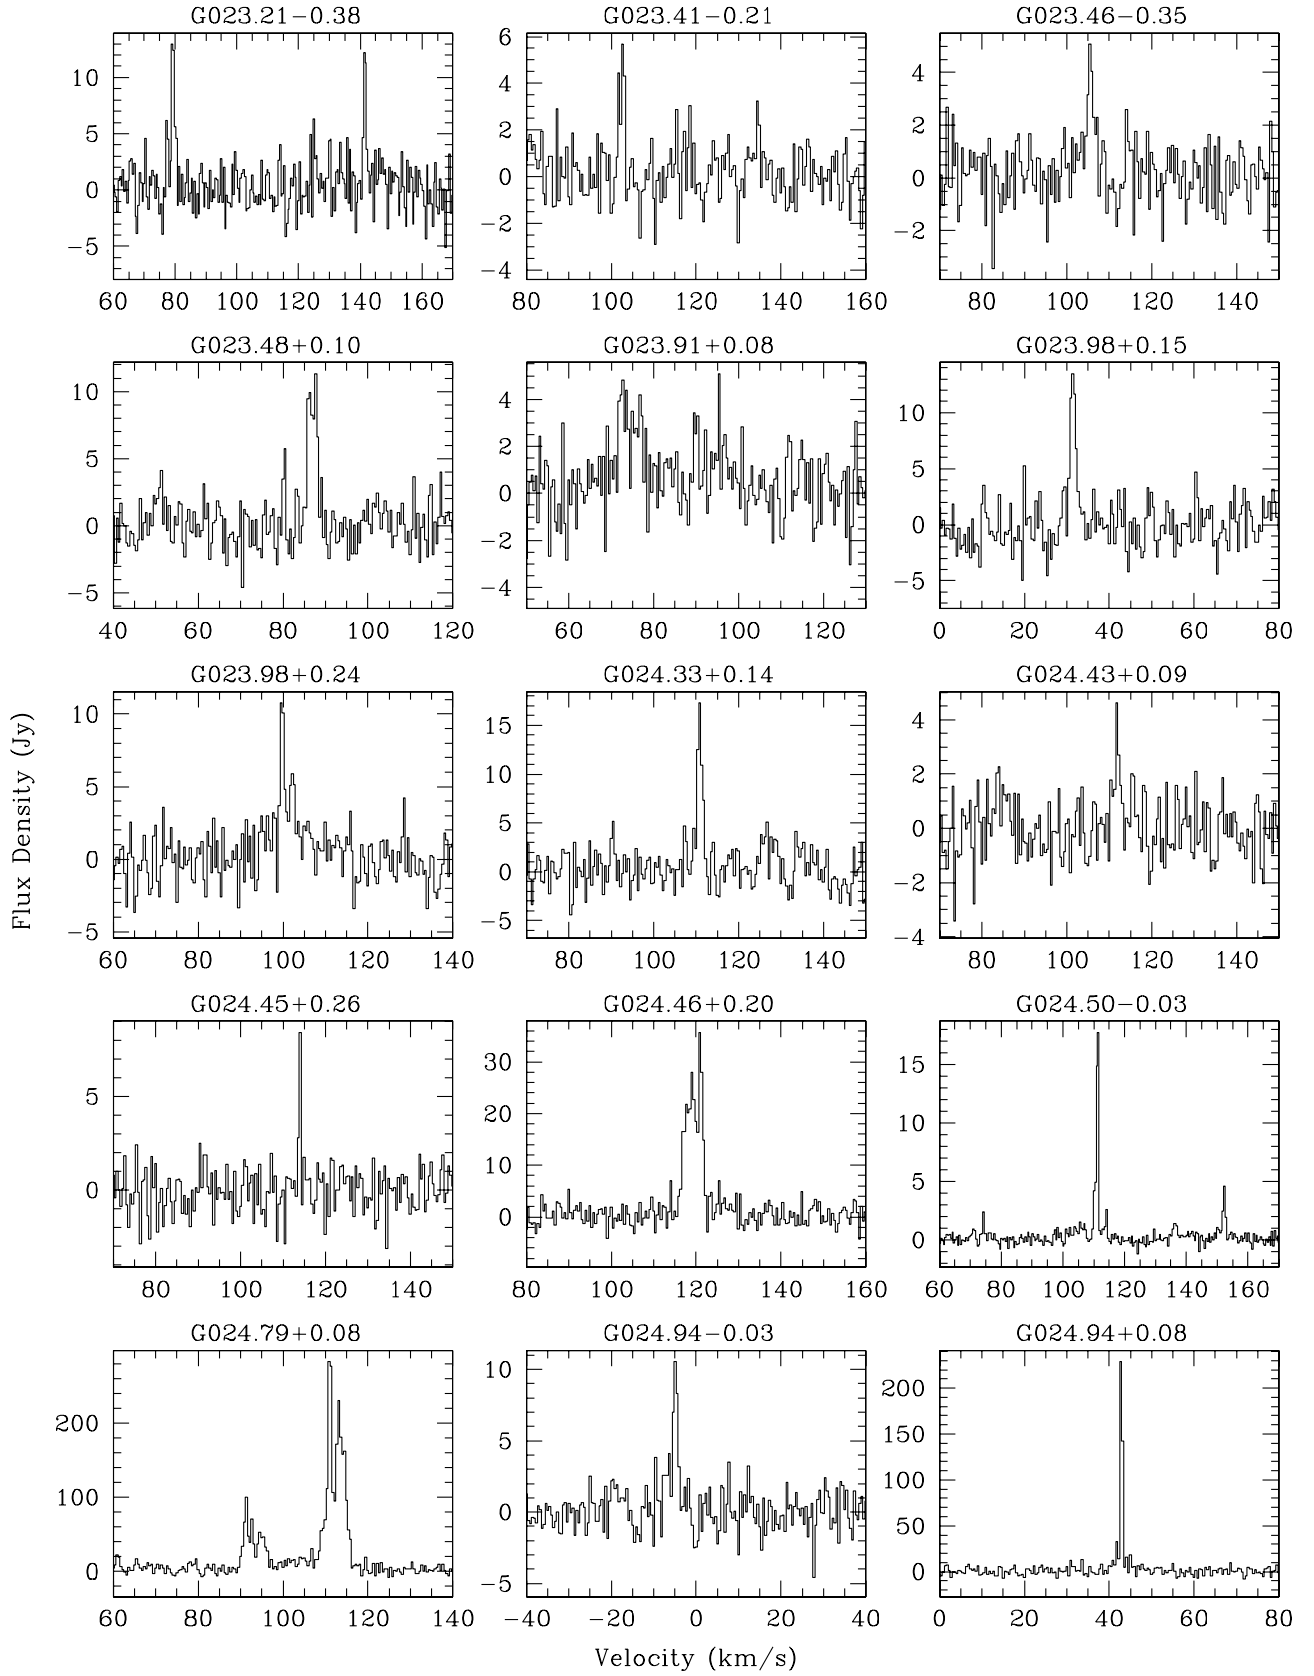 G023.21−0.38 G023.41−0.21 G023.46−0.35
10 6 4
5 4 2
0 2 0
−5 0 −2
−2
−4
60 80 100 120 140 160 80 100 120 140 160 80 100 120 140
G023.48+0.10 G023.91+0.08 G023.98+0.15
10 4 10
5 2 5
0 0 0
−5 −2 −5
−4
40 60 80 100 120 60 80 100 120 0 20 40 60 80
G023.98+0.24 G024.33+0.14 G024.43+0.09
10 15 4
5 10 2
0 5 0
−5 0 −2
−5 −4
60 80 100 120 140 80 100 120 140 80 100 120 140
Flux Density (Jy)
G024.45+0.26 G024.46+0.20 G024.50−0.03
5 30 15
0 20 10
10 5
0 0
80 100 120 140 80 100 120 140 160 60 80 100 120 140 160
G024.79+0.08 G024.94−0.03 G024.94+0.08
200 10 200
100 5 150
0 0 100
−5 50
0
60 80 100 120 140 −40 −20 0 20 40 0 20 40 60 80
Velocity (km/s)